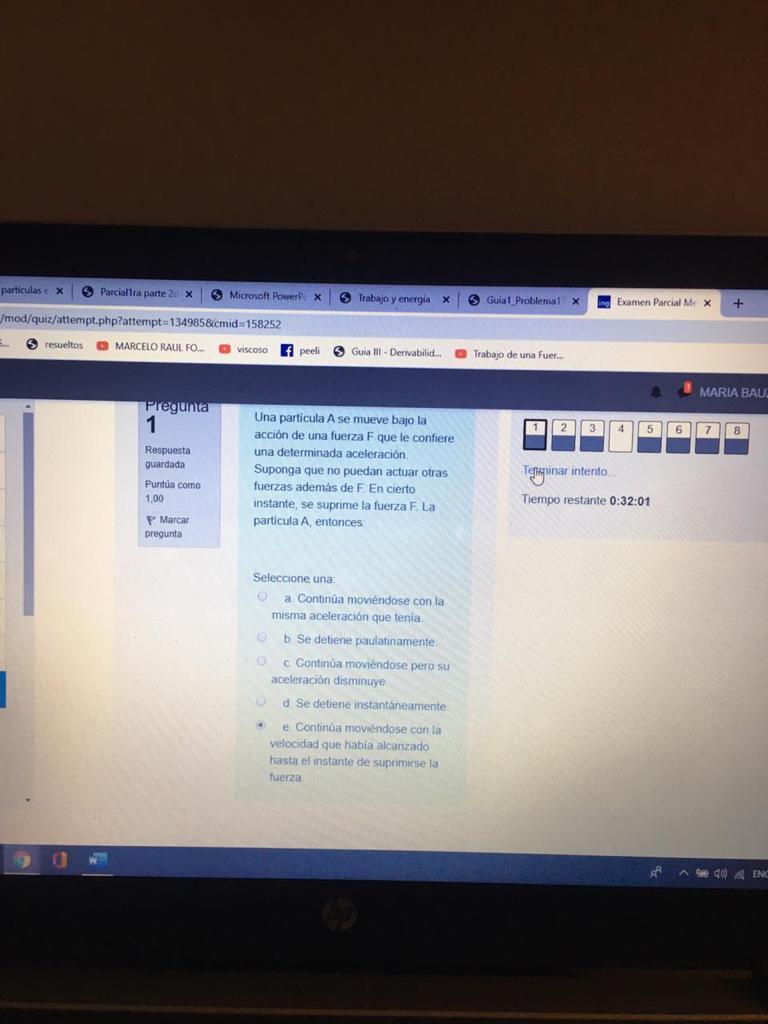 partículas e ×
Parcial1ra parte 2
Microsoft PowerPo ×
Trabajo y energía ×
Guia1_Problema17 ×
Examen Parcial Me ×
+
/mod/quiz/attempt.php?attempt=134985&cmid=158252
resueltos
MARCELO RAUL FO...
viscoso
peeli
Guia III - Derivabilid...
Trabajo de una Fuer...
MARIA BAU
Pregunta
1
Respuesta
guardada
Puntúa como
1,00
Marcar
pregunta
Una partícula A se mueve bajo la
acción de una fuerza F que le confiere
una determinada aceleración.
Suponga que no puedan actuar otras
fuerzas además de F. En cierto
instante, se suprime la fuerza F. La
partícula A, entonces:
Seleccione una:
a. Continúa moviéndose con la
misma aceleración que tenía.
b. Se detiene paulatinamente.
c. Continúa moviéndose pero su
aceleración disminuye.
d. Se detiene instantáneamente.
e. Continúa moviéndose con la
velocidad que había alcanzado
hasta el instante de suprimirse la
fuerza.
1 2 3 4 5 6 7 8
Terminar intento...
Tiempo restante 0:32:01
ENG
hp